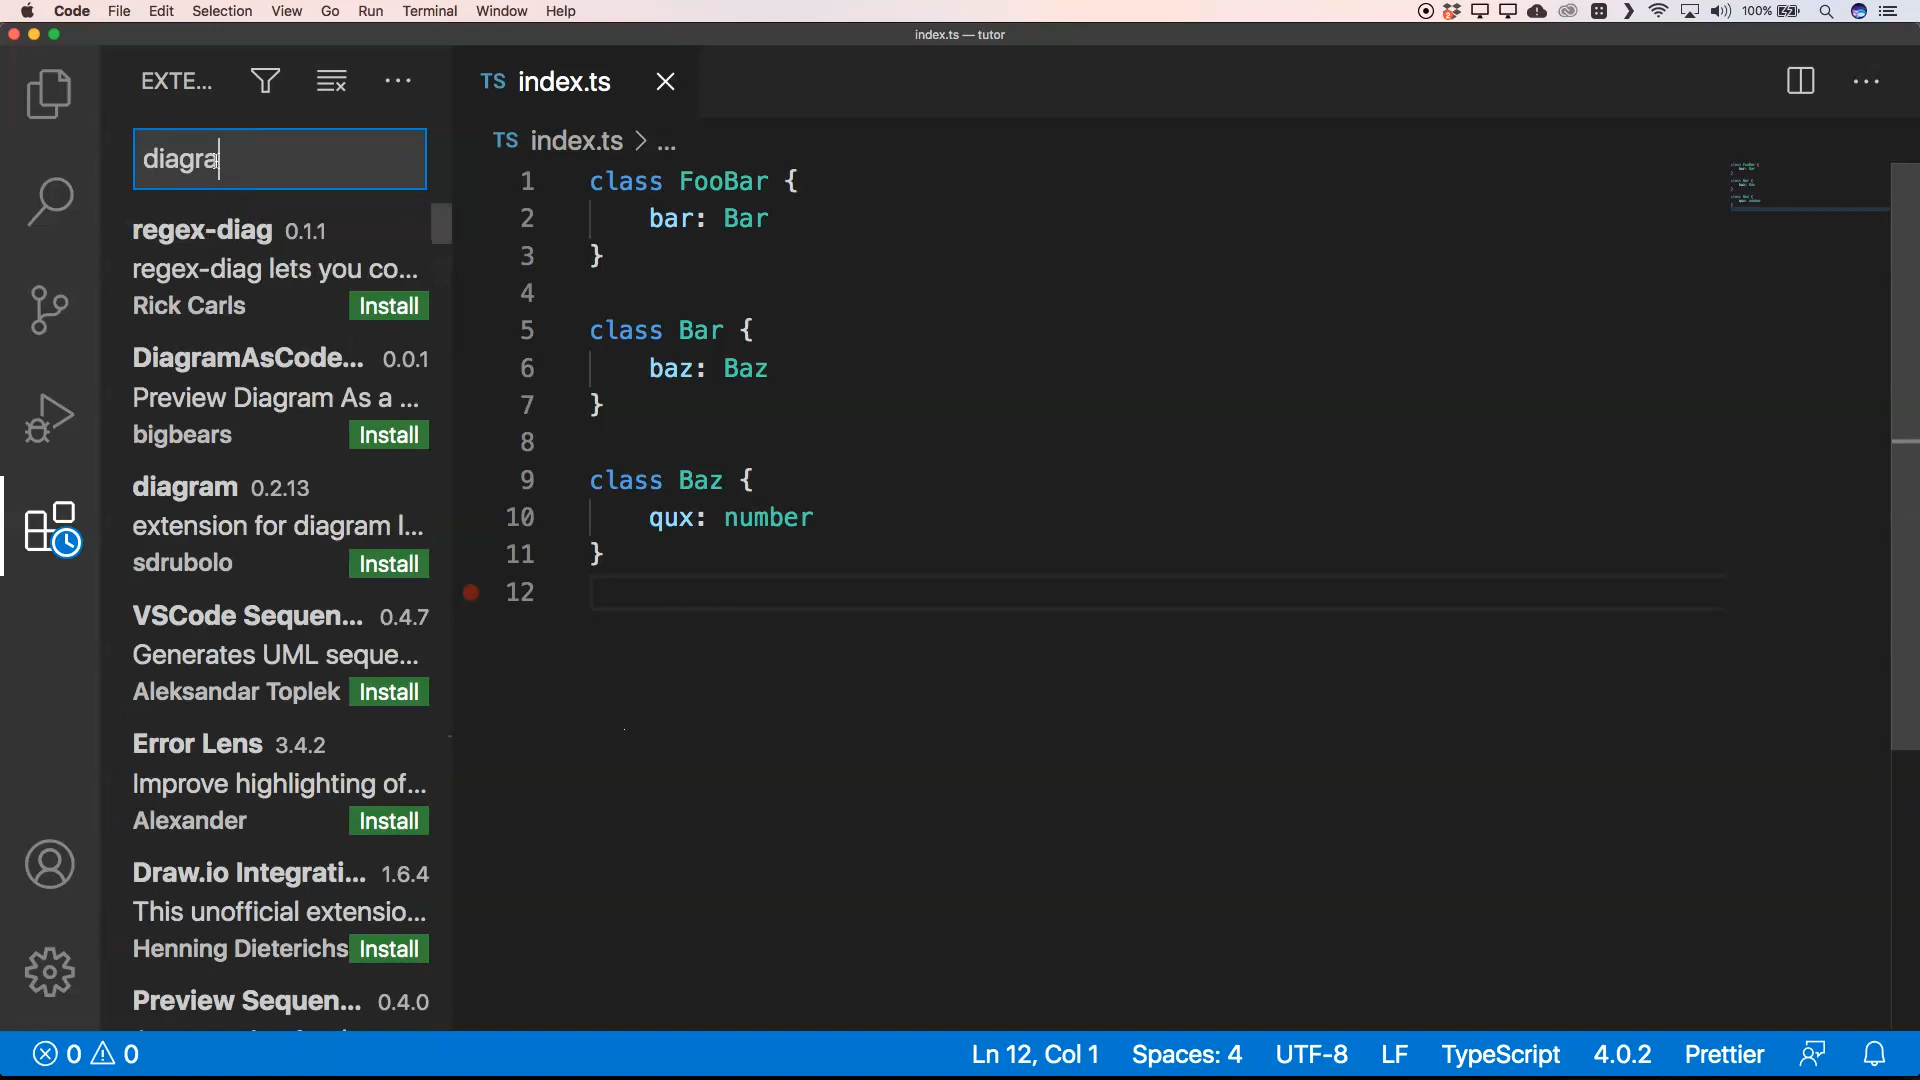 Code File Edit Selection View Go Run Terminal Window Help 100%
index.ts — tutor
EXTE...
TS index.ts
diagra
TS index.ts > ...
regex-diag 0.1.1
regex-diag lets you co...
Rick Carls Install
DiagramAsCode... 0.0.1
Preview Diagram As a ...
bigbears Install
diagram 0.2.13
extension for diagram l...
sdrubolo Install
VSCode Sequen... 0.4.7
Generates UML seque...
Aleksandar Toplek Install
Error Lens 3.4.2
Improve highlighting of...
Alexander Install
Draw.io Integrati... 1.6.4
This unofficial extensio...
Henning Dieterichs Install
Preview Sequen... 0.4.0
1 class FooBar {
2 bar: Bar
3 }
4
5 class Bar {
6 baz: Baz
7 }
8
9 class Baz {
10 qux: number
11 }
12
0 0 Ln 12, Col 1 Spaces: 4 UTF-8 LF TypeScript 4.0.2 Prettier